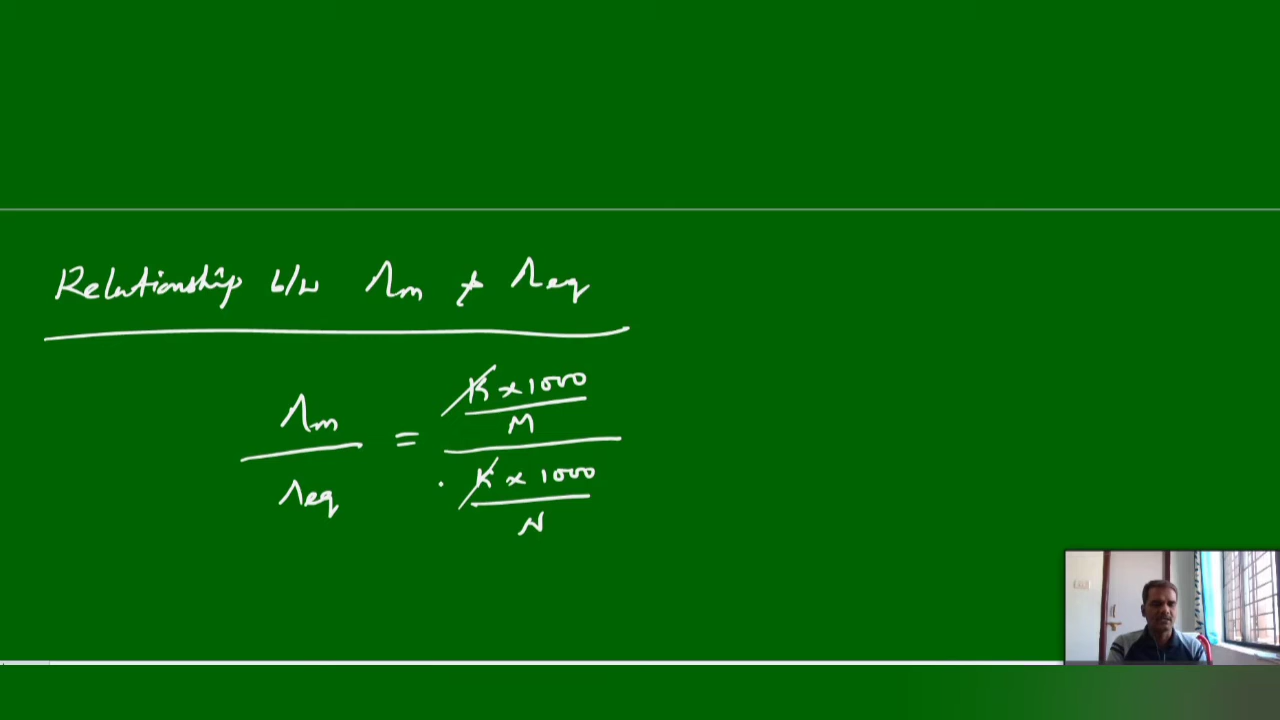 Relationship b/w Λm & Λeq
Λm / Λeq = (K x 1000 / M) / (K x 1000 / N)